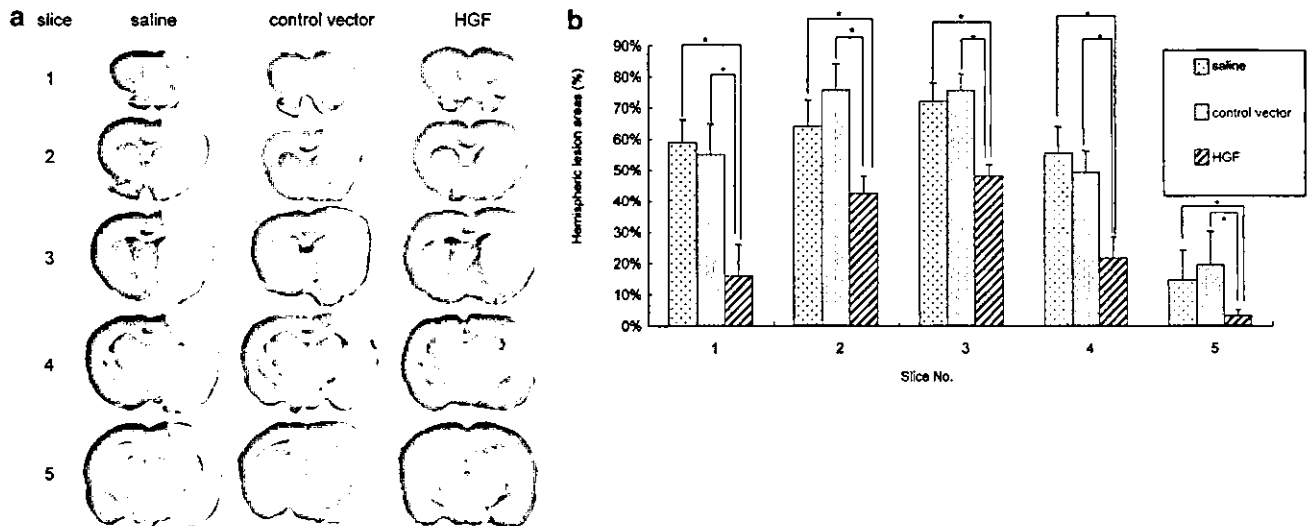 a slice saline control vector HGF
1
2
3
4
5
b
Hemispheric lesion areas (%)
90%
80%
70%
60%
50%
40%
30%
20%
10%
0%
* * * * * * * * * *
1 2 3 4 5
Slice No.
saline
control vector
HGF